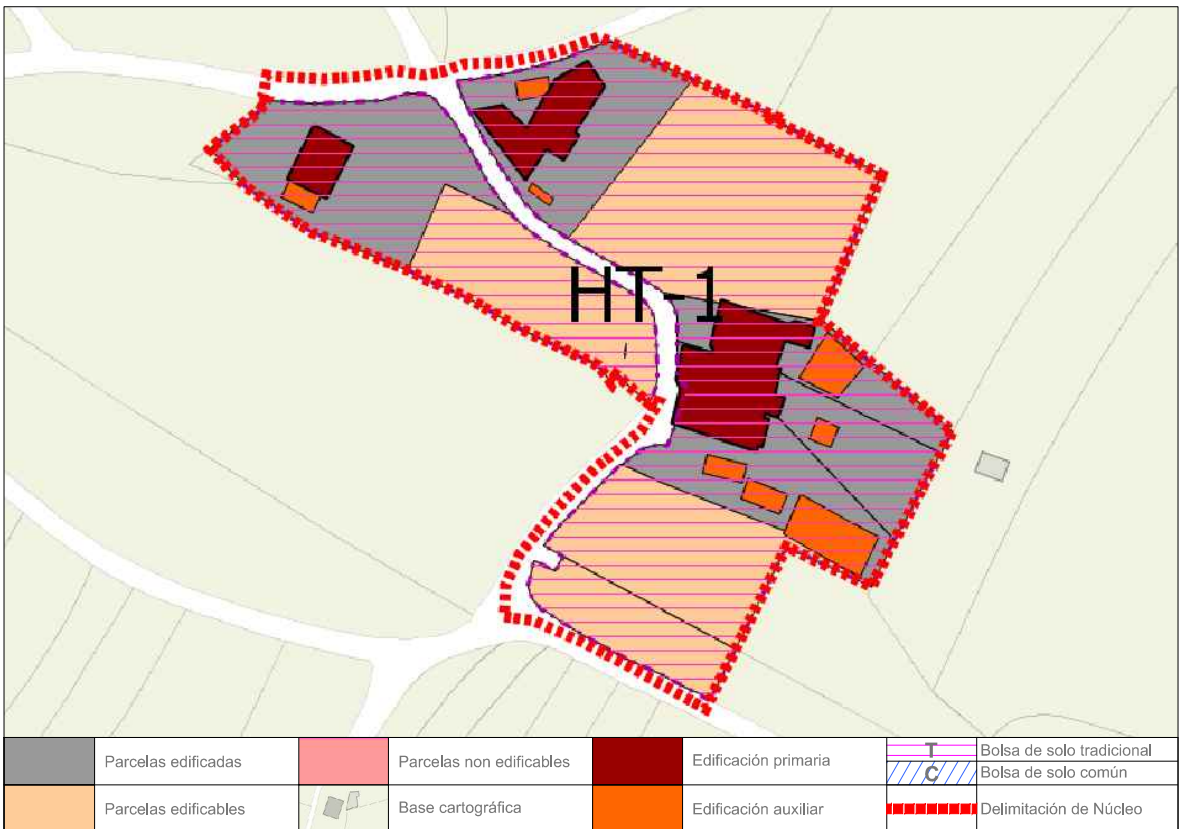 HT-1
Parcelas edificadas
Parcelas non edificables
Edificación primaria
T
Bolsa de solo tradicional
C
Bolsa de solo común
Parcelas edificables
Base cartográfica
Edificación auxiliar
Delimitación de Núcleo